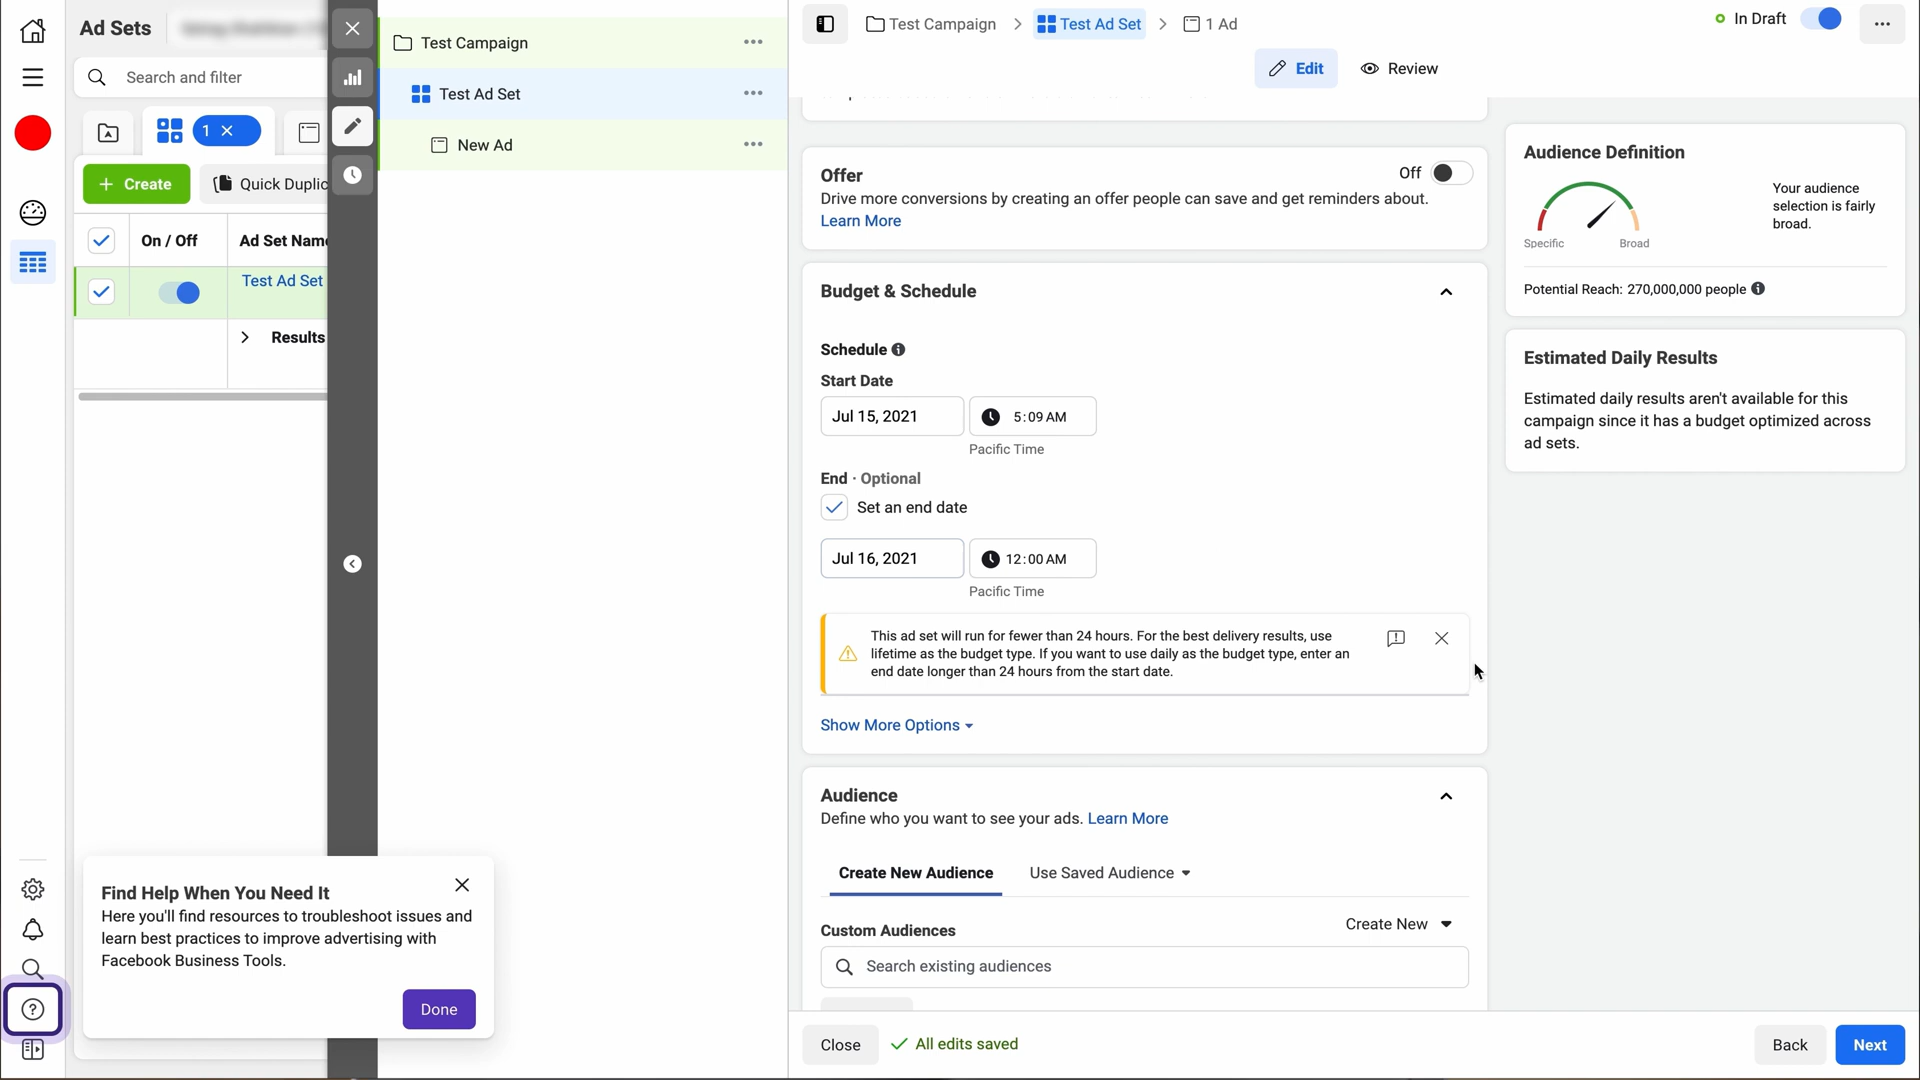 Ad Sets
Search and filter
1
Create
Quick Duplic
On / Off
Ad Set Name
Test Ad Set
Results
Find Help When You Need It
Here you'll find resources to troubleshoot issues and
learn best practices to improve advertising with
Facebook Business Tools.
Done
Test Campaign
Test Ad Set
New Ad
Test Campaign
Test Ad Set
1 Ad
In Draft
Edit
Review
Offer
Off
Drive more conversions by creating an offer people can save and get reminders about.
Learn More
Budget & Schedule
Schedule
Start Date
Jul 15, 2021
5:09 AM
Pacific Time
End · Optional
Set an end date
Jul 16, 2021
12:00 AM
Pacific Time
This ad set will run for fewer than 24 hours. For the best delivery results, use
lifetime as the budget type. If you want to use daily as the budget type, enter an
end date longer than 24 hours from the start date.
Show More Options
Audience
Define who you want to see your ads. Learn More
Create New Audience
Use Saved Audience
Custom Audiences
Create New
Search existing audiences
Close
All edits saved
Back
Next
Audience Definition
Specific
Broad
Your audience
selection is fairly
broad.
Potential Reach: 270,000,000 people
Estimated Daily Results
Estimated daily results aren't available for this
campaign since it has a budget optimized across
ad sets.